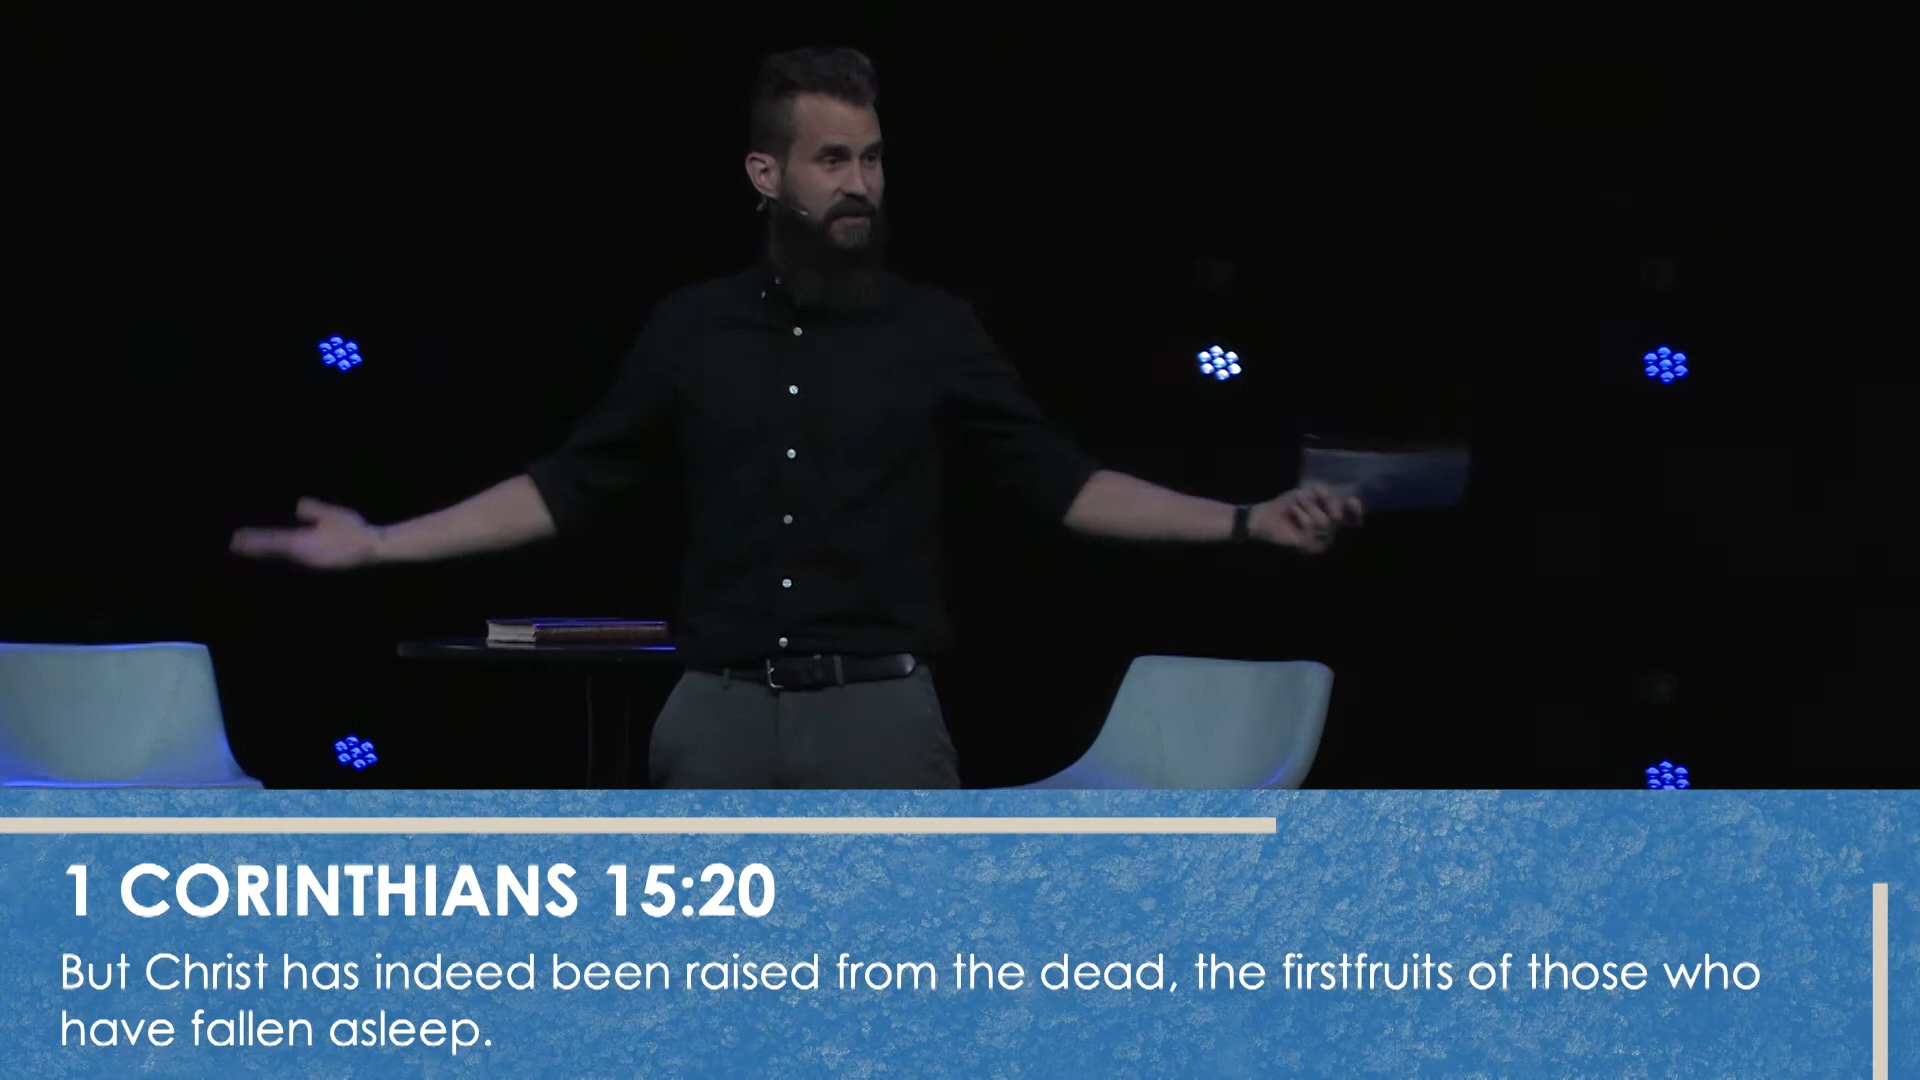 1 CORINTHIANS 15:20
But Christ has indeed been raised from the dead, the firstfruits of those who
have fallen asleep.